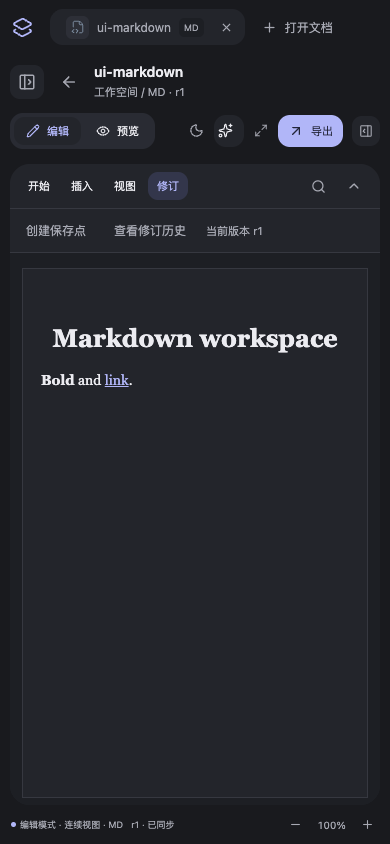 ui-markdown MD 打开文档
ui-markdown
工作空间 / MD · r1
编辑 预览 导出
开始 插入 视图 修订
创建保存点 查看修订历史 当前版本 r1
Markdown workspace
Bold and link.
编辑模式 · 连续视图 · MD r1 · 已同步 100%